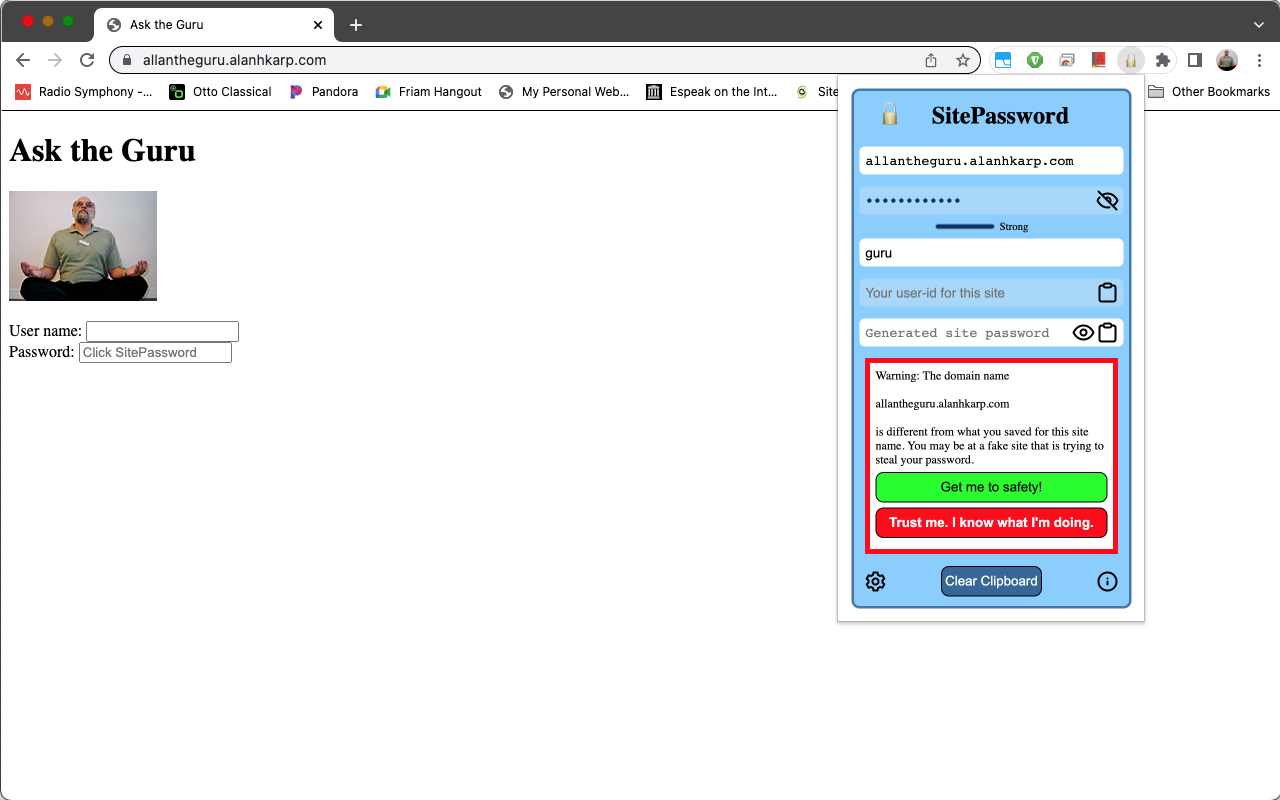 Ask the Guru
allantheguru.alanhkarp.com
Radio Symphony -...
Otto Classical
Pandora
Friam Hangout
My Personal Web...
Espeak on the Int...
Site
Other Bookmarks
Ask the Guru
User name:
Password: Click SitePassword
SitePassword
allantheguru.alanhkarp.com
Strong
guru
Your user-id for this site
Generated site password
Warning: The domain name
allantheguru.alanhkarp.com
is different from what you saved for this site
name. You may be at a fake site that is trying to
steal your password.
Get me to safety!
Trust me. I know what I'm doing.
Clear Clipboard